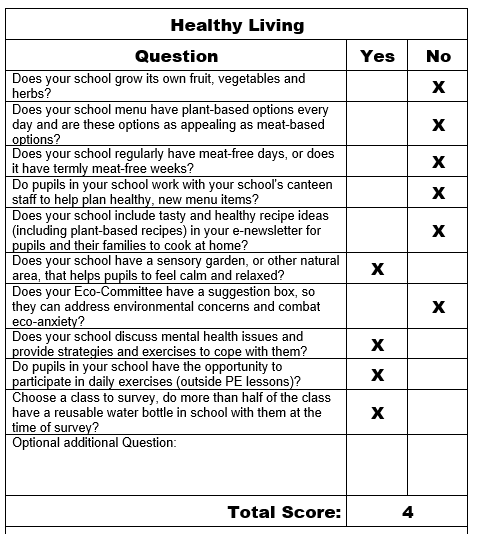 Healthy Living
Question Yes No
Does your school grow its own fruit, vegetables and
herbs? X
Does your school menu have plant-based options every
day and are these options as appealing as meat-based
options? X
Does your school regularly have meat-free days, or does
it have termly meat-free weeks? X
Do pupils in your school work with your school's canteen
staff to help plan healthy, new menu items? X
Does your school include tasty and healthy recipe ideas
(including plant-based recipes) in your e-newsletter for
pupils and their families to cook at home? X
Does your school have a sensory garden, or other natural
area, that helps pupils to feel calm and relaxed? X
Does your Eco-Committee have a suggestion box, so
they can address environmental concerns and combat
eco-anxiety? X
Does your school discuss mental health issues and
provide strategies and exercises to cope with them? X
Do pupils in your school have the opportunity to
participate in daily exercises (outside PE lessons)? X
Choose a class to survey, do more than half of the class
have a reusable water bottle in school with them at the
time of survey? X
Optional additional Question:
Total Score: 4